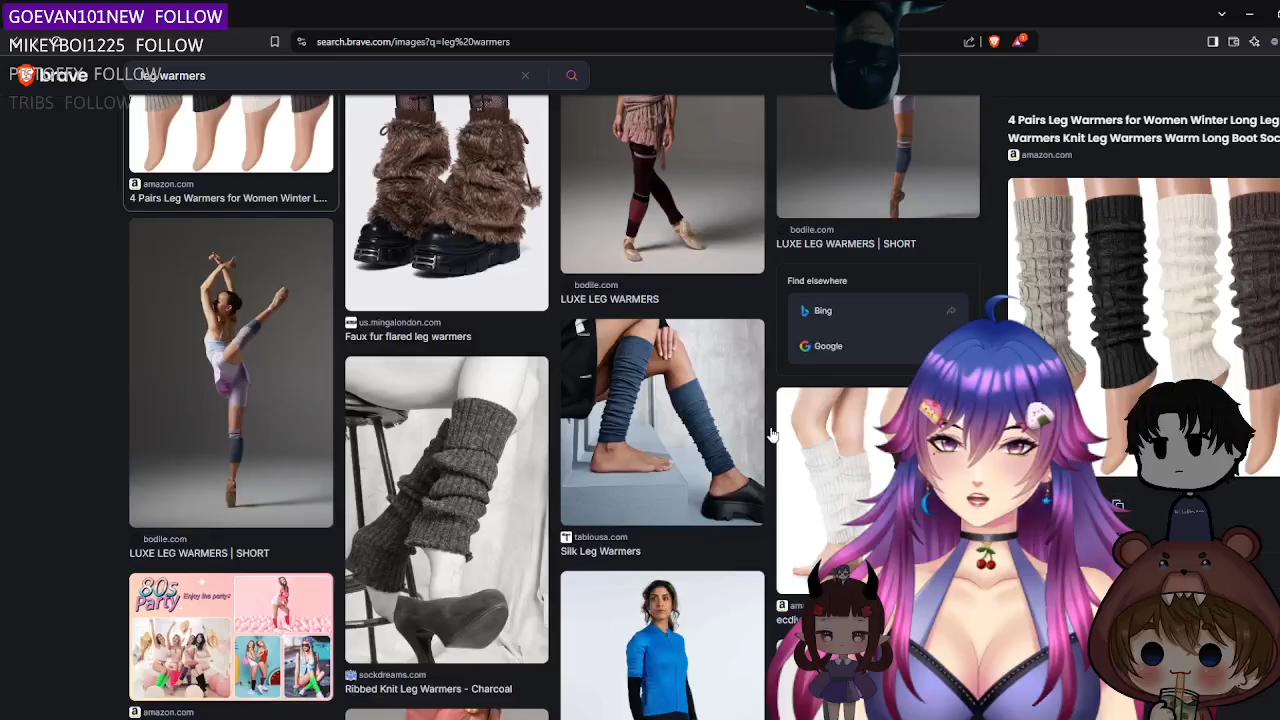 GOEVAN101NEW FOLLOW
MIKEYBOI1225 FOLLOW
FOLLOW
TRIBS FOLLOW
search.brave.com/images?q=leg%20warmers
brave
leg warmers
amazon.com
4 Pairs Leg Warmers for Women Winter L...
bodile.com
LUXE LEG WARMERS | SHORT
80s
Party
Enjoy the party!
amazon.com
us.mingalondon.com
Faux fur flared leg warmers
sockdreams.com
Ribbed Knit Leg Warmers - Charcoal
bodile.com
LUXE LEG WARMERS
tabiousa.com
Silk Leg Warmers
bodile.com
LUXE LEG WARMERS | SHORT
Find elsewhere
Bing
Google
4 Pairs Leg Warmers for Women Winter Long Leg
Warmers Knit Leg Warmers Warm Long Boot Soc
amazon.com